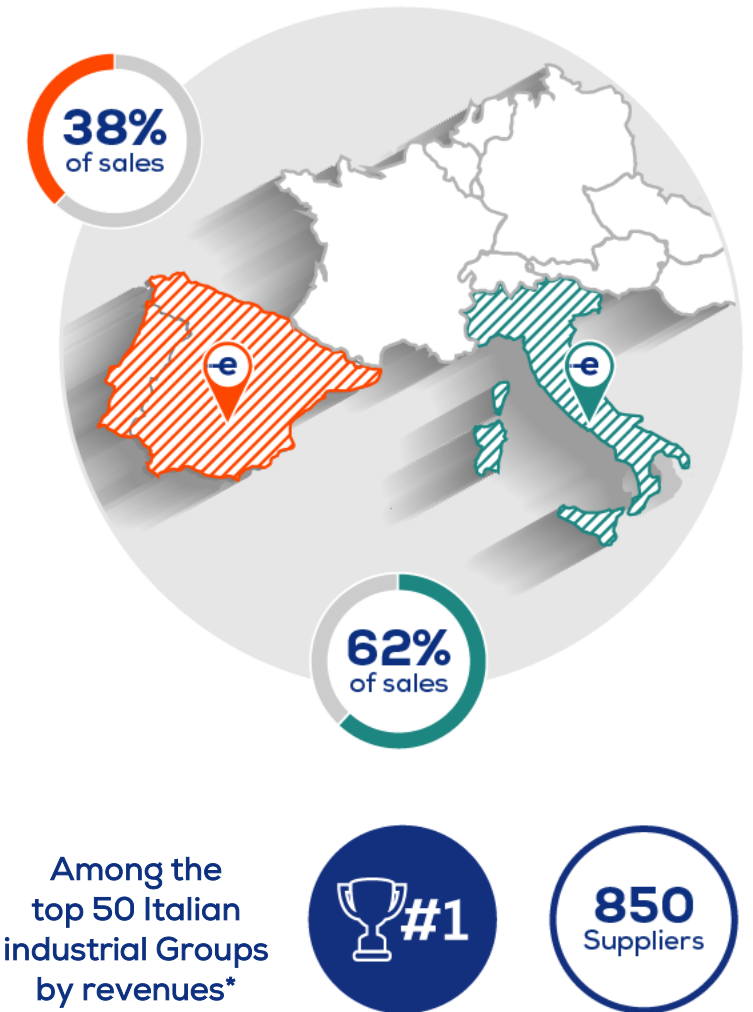 38%
of sales
e
e
62%
of sales
Among the
top 50 Italian
industrial Groups
by revenues*
#1
850
Suppliers